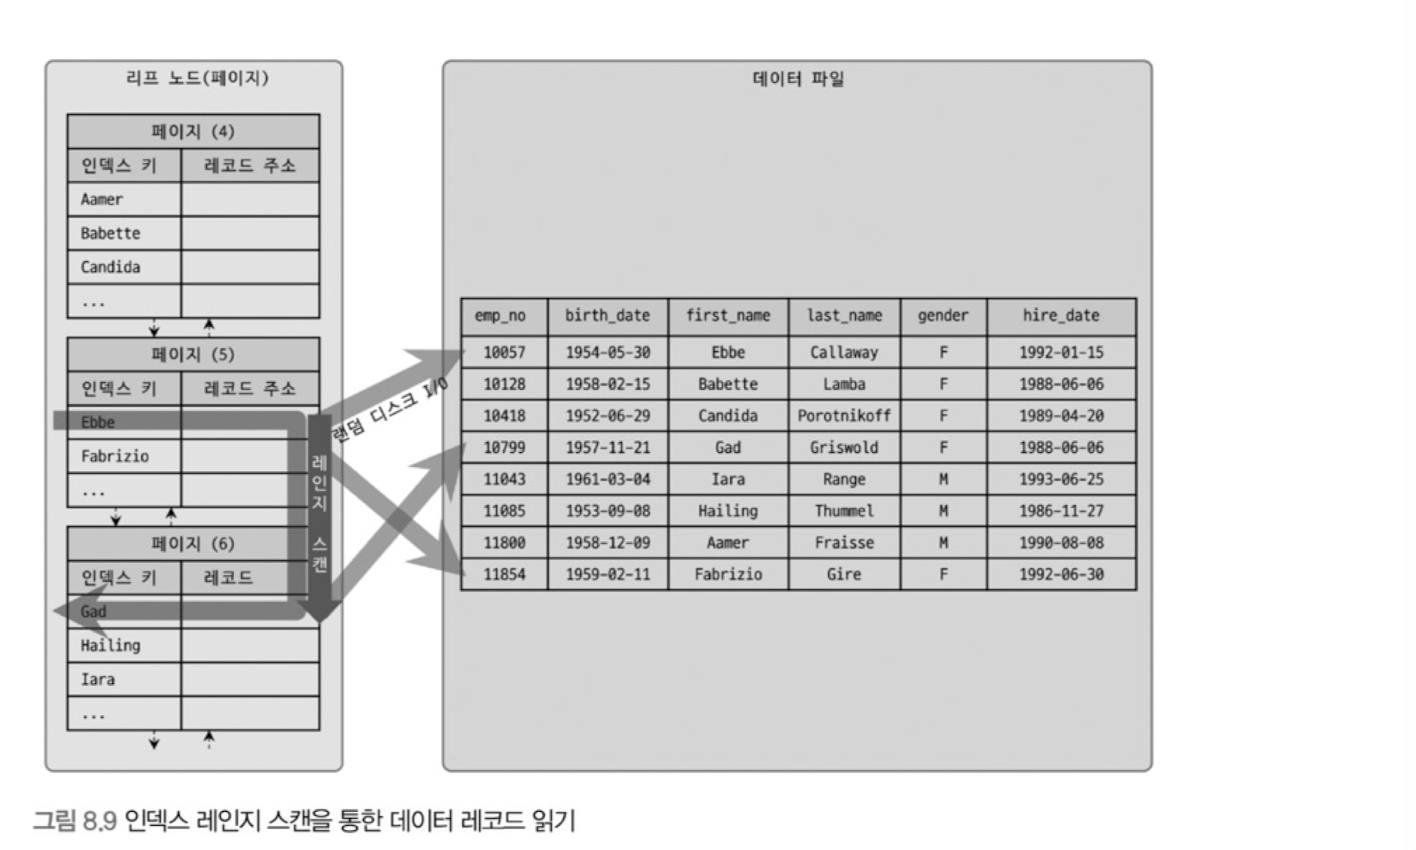 리프 노드(페이지)
페이지 (4)
인덱스 키 레코드 주소
Aamer
Babette
Candida
...
페이지 (5)
인덱스 키 레코드 주소
Ebbe
Fabrizio
...
페이지 (6)
인덱스 키 레코드
Gad
Hailing
Iara
...
레인지 스캔
랜덤 디스크 I/O
데이터 파일
emp_no birth_date first_name last_name gender hire_date
10057 1954-05-30 Ebbe Callaway F 1992-01-15
10128 1958-02-15 Babette Lamba F 1988-06-06
10418 1952-06-29 Candida Porotnikoff F 1989-04-20
10799 1957-11-21 Gad Griswold F 1988-06-06
11043 1961-03-04 Iara Range M 1993-06-25
11085 1953-09-08 Hailing Thummel M 1986-11-27
11800 1958-12-09 Aamer Fraisse M 1990-08-08
11854 1959-02-11 Fabrizio Gire F 1992-06-30
그림 8.9 인덱스 레인지 스캔을 통한 데이터 레코드 읽기